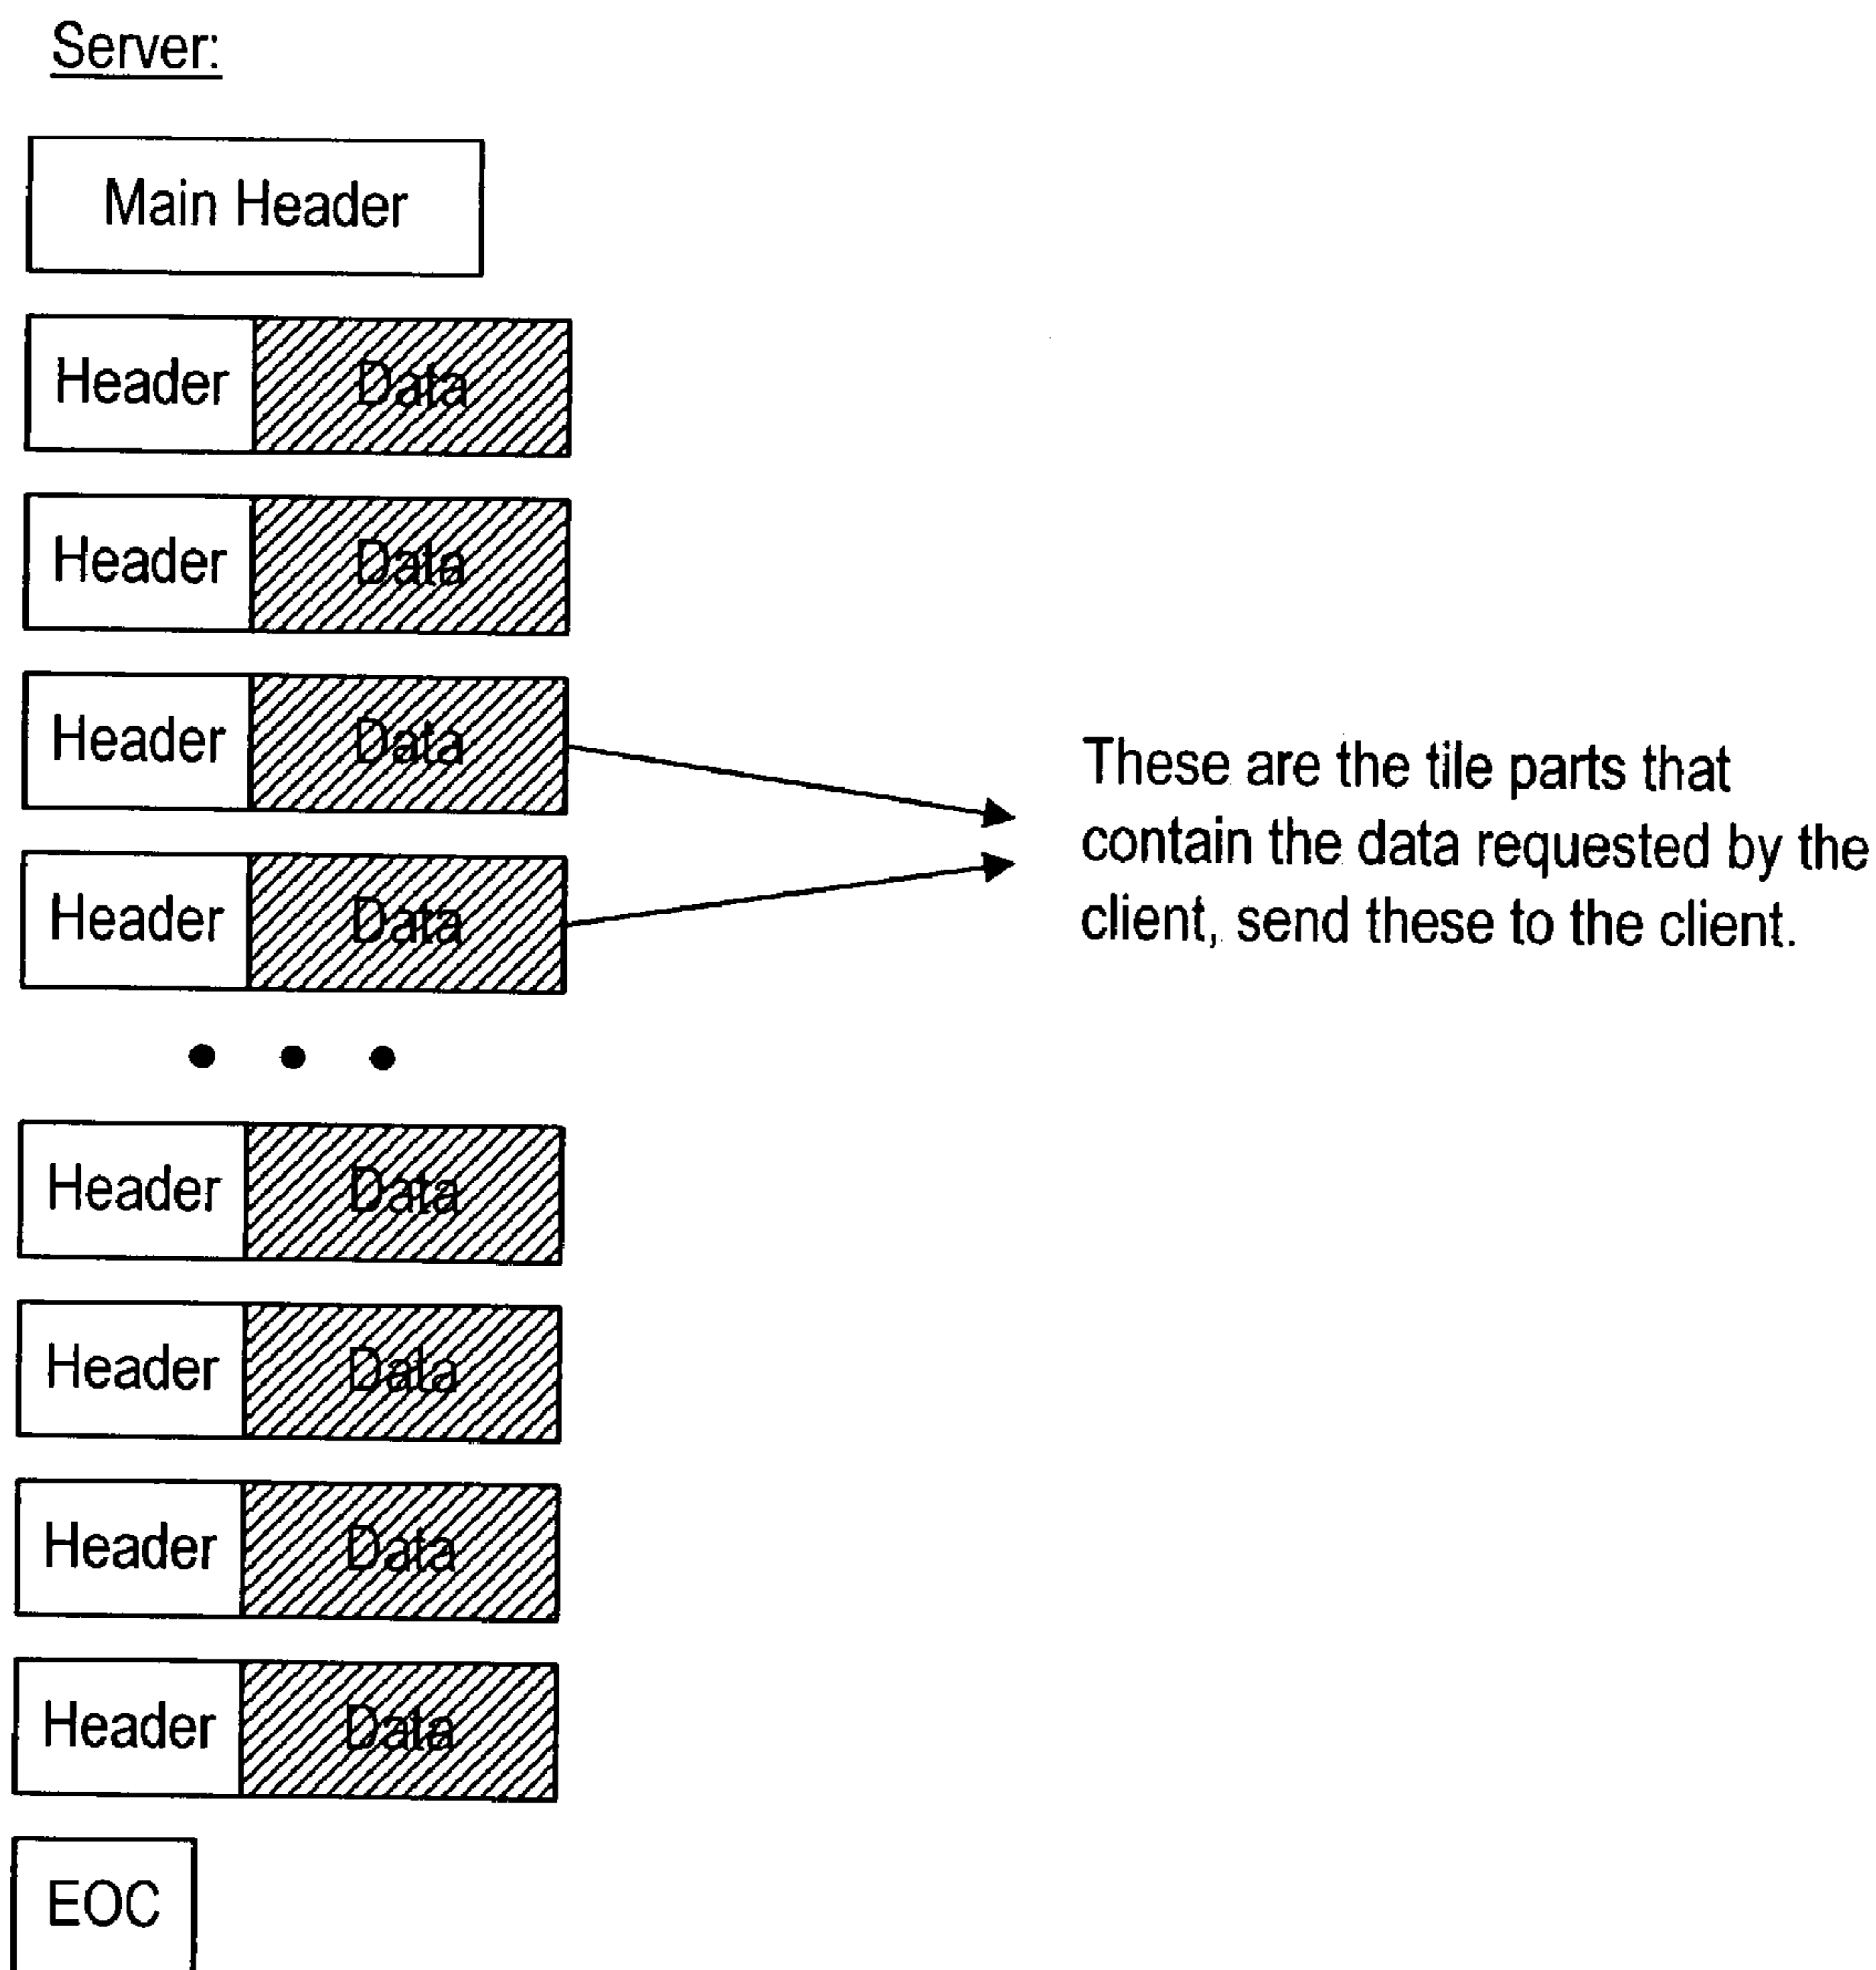 Server:
Main Header
Header Data
Header Data
Header Data
Header Data
These are the tile parts that
contain the data requested by the
client, send these to the client.
Header Data
Header Data
Header Data
Header Data
EOC